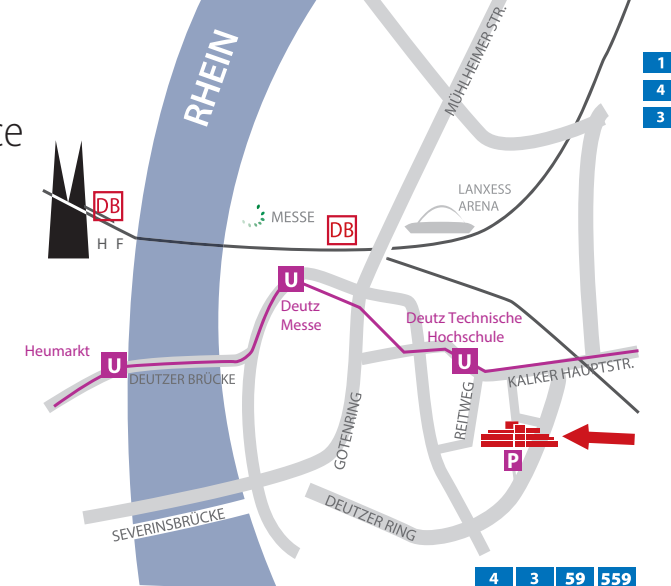 RHEIN
MÜHLHEIMER STR.
1
4
3
ce
LANXESS
ARENA
DB
H F
MESSE
DB
Deutz
Messe
U
Deutz Technische
Hochschule
U
Heumarkt
U
DEUTZER BRÜCKE
KALKER HAUPTSTR.
REITWEG
GOTENRING
P
DEUTZER RING
SEVERINSBRÜCKE
4
3
59
559